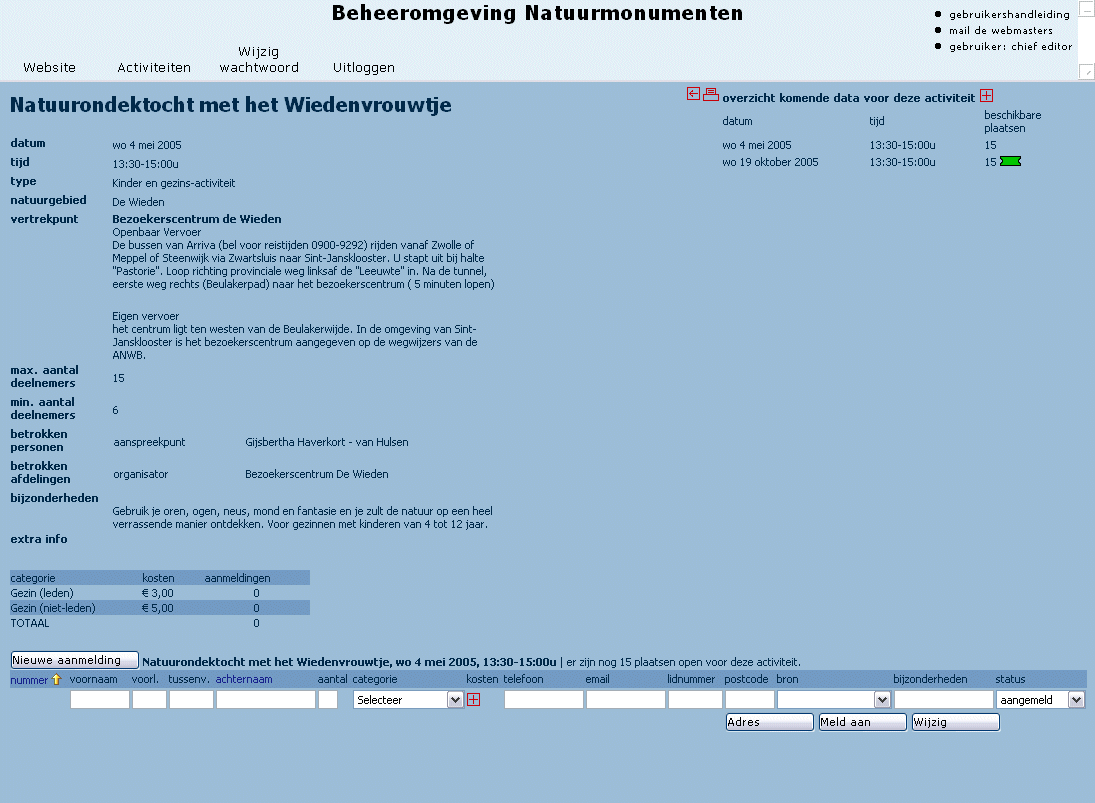 Beheeromgeving Natuurmonumenten
gebruikershandleiding
mail de webmasters
gebruiker: chief editor
Website
Activiteiten
Wijzig
wachtwoord
Uitloggen
Natuurondektocht met het Wiedenvrouwtje
datum wo 4 mei 2005
tijd 13:30-15:00u
type Kinder en gezins-activiteit
natuurgebied De Wieden
vertrekpunt Bezoekerscentrum de Wieden
Openbaar Vervoer
De bussen van Arriva (bel voor reistijden 0900-9292) rijden vanaf Zwolle of
Meppel of Steenwijk via Zwartsluis naar Sint-Jansklooster. U stapt uit bij halte
"Pastorie". Loop richting provinciale weg linksaf de "Leeuwte" in. Na de tunnel,
eerste weg rechts (Beulakerpad) naar het bezoekerscentrum ( 5 minuten lopen)
Eigen vervoer
het centrum ligt ten westen van de Beulakerwijde. In de omgeving van Sint-
Jansklooster is het bezoekerscentrum aangegeven op de wegwijzers van de
ANWB.
max. aantal
deelnemers 15
min. aantal
deelnemers 6
betrokken
personen aanspreekpunt Gijsbertha Haverkort - van Hulsen
betrokken
afdelingen organisator Bezoekerscentrum De Wieden
bijzonderheden
Gebruik je oren, ogen, neus, mond en fantasie en je zult de natuur op een heel
verrassende manier ontdekken. Voor gezinnen met kinderen van 4 tot 12 jaar.
extra info
overzicht komende data voor deze activiteit
datum tijd beschikbare
plaatsen
wo 4 mei 2005 13:30-15:00u 15
wo 19 oktober 2005 13:30-15:00u 15
categorie kosten aanmeldingen
Gezin (leden) € 3,00 0
Gezin (niet-leden) € 5,00 0
TOTAAL 0
Nieuwe aanmelding Natuurondektocht met het Wiedenvrouwtje, wo 4 mei 2005, 13:30-15:00u | er zijn nog 15 plaatsen open voor deze activiteit.
nummer voornaam voorl. tussenv. achternaam aantal categorie kosten telefoon email lidnummer postcode bron bijzonderheden status
Selecteer aangemeld
Adres Meld aan Wijzig